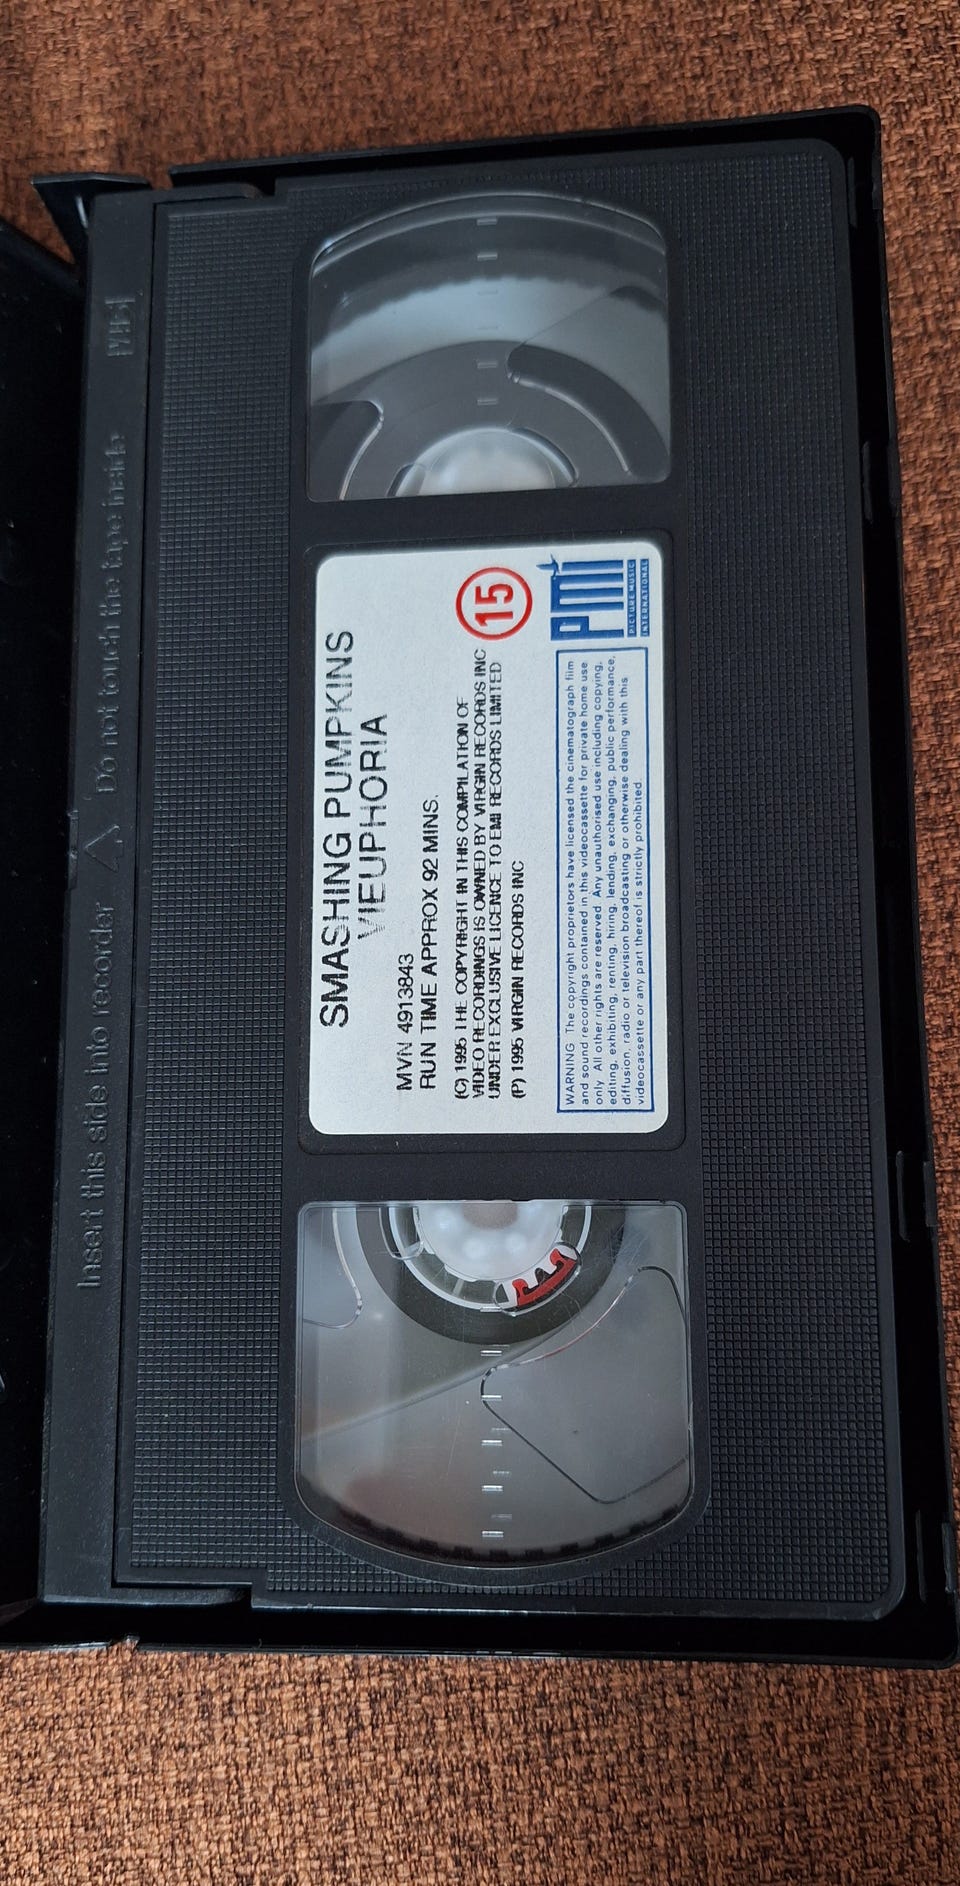 VHS
Insert this side into recorder ⚠ Do not touch the tape inside
SMASHING PUMPKINS
VIEUPHORIA
MVN 4913843
RUN TIME APPROX 92 MINS.
(C) 1995 THE COPYRIGHT IN THIS COMPILATION OF
VIDEO RECORDINGS IS OWNED BY VIRGIN RECORDS INC
UNDER EXCLUSIVE LICENCE TO EMI RECORDS LIMITED
(P) 1995 VIRGIN RECORDS INC
15
PMI
PICTURE MUSIC
INTERNATIONAL
WARNING The copyright proprietors have licensed the cinematograph film
and sound recordings contained in this videocassette for private home use
only. All other rights are reserved. Any unauthorised use including copying,
editing, exhibiting, renting, hiring, lending, exchanging, public performance,
diffusion, radio or television broadcasting or otherwise dealing with this
videocassette or any part thereof is strictly prohibited.